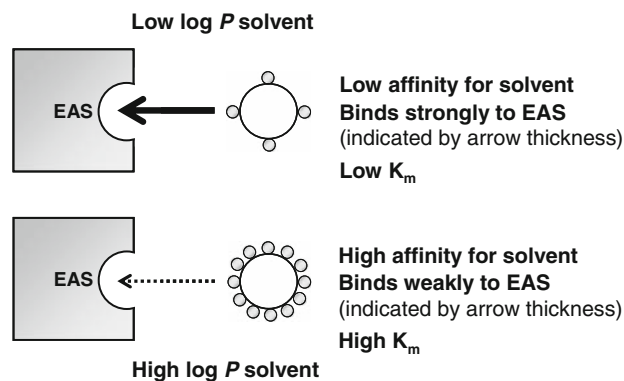 Low log P solvent
EAS
Low affinity for solvent
Binds strongly to EAS
(indicated by arrow thickness)
Low Km
EAS
High affinity for solvent
Binds weakly to EAS
(indicated by arrow thickness)
High Km
High log P solvent